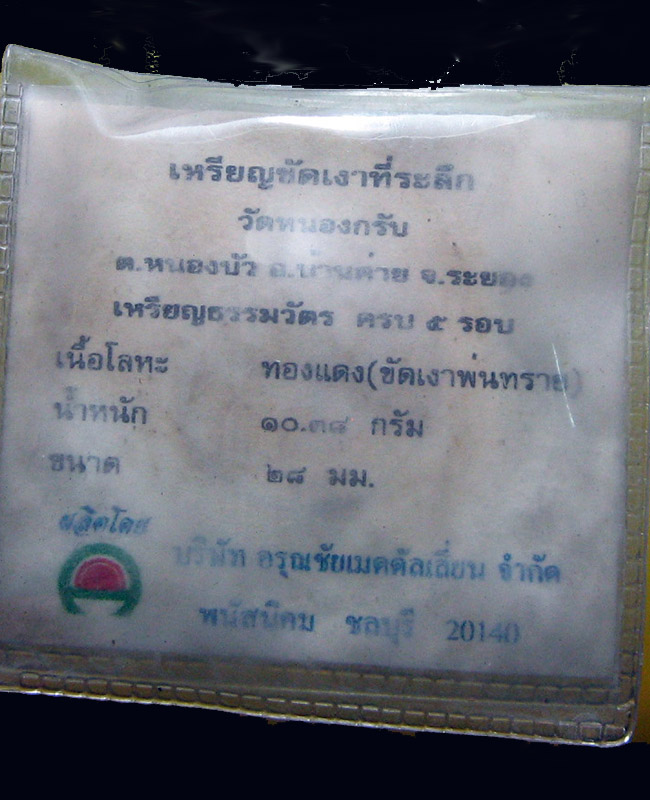 เหรียญขัดเงาที่ระลึก
วัดหนองกรับ
ต.หนองบัว อ.บ้านค่าย จ.ระยอง
เหรียญธรรมวัตร ครบ ๕ รอบ
เนื้อโลหะ ทองแดง(ขัดเงาพ่นทราย)
น้ำหนัก ๑๐.๓๘ กรัม
ขนาด ๒๘ มม.
ผลิตโดย
บริษัท อรุณชัยเมดดัลเลี่ยน จำกัด
พนัสนิคม ชลบุรี 20140